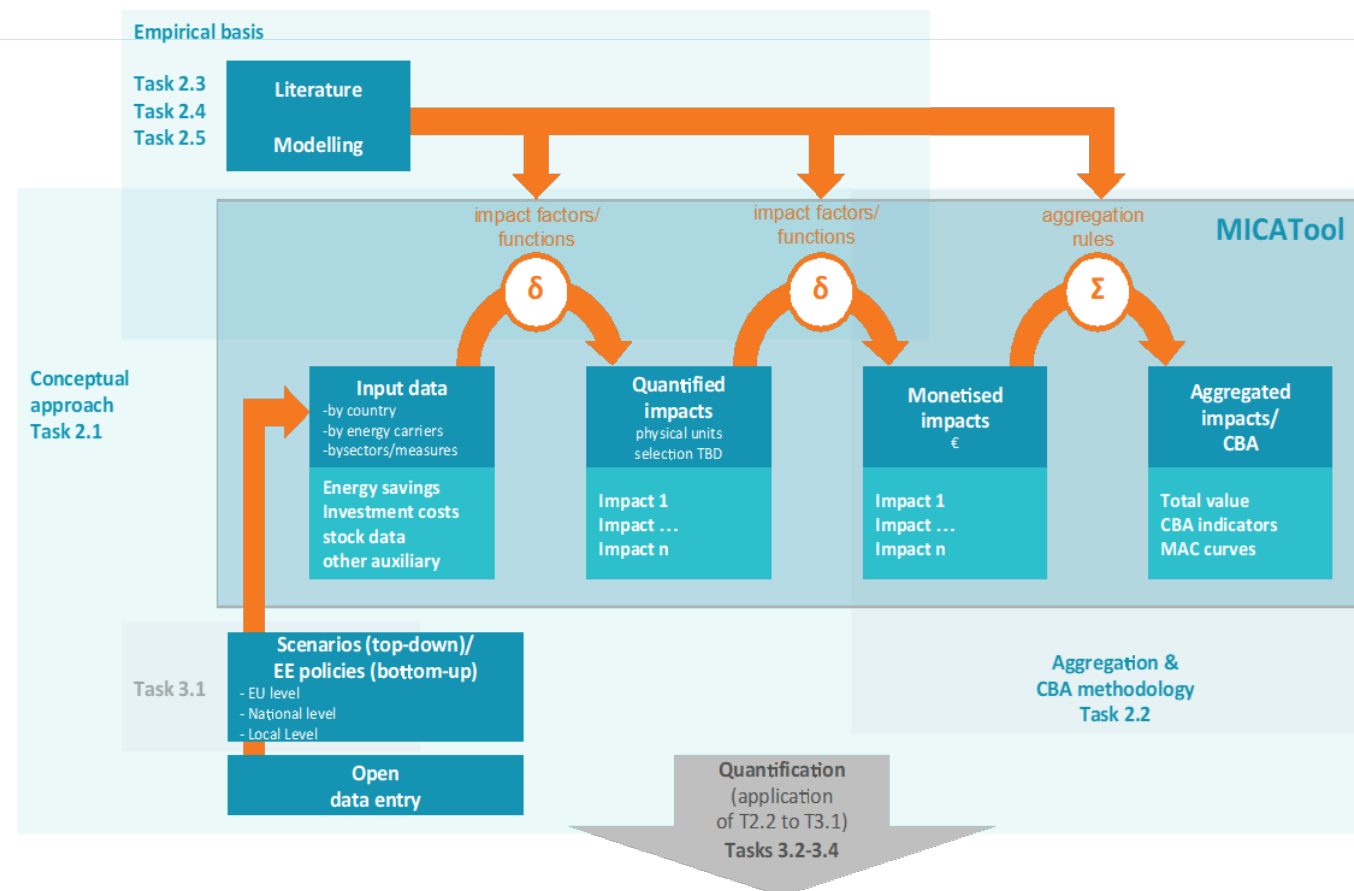 Empirical basis
Task 2.3
Task 2.4
Task 2.5
Literature
Modelling
impact factors/
functions
impact factors/
functions
aggregation
rules
MICATool
δ
δ
Σ
Conceptual
approach
Task 2.1
Input data
-by country
-by energy carriers
-bysectors/measures
Energy savings
Investment costs
stock data
other auxiliary
Quantified
impacts
physical units
selection TBD
Impact 1
Impact ...
Impact n
Monetised
impacts
€
Impact 1
Impact ...
Impact n
Aggregated
impacts/
CBA
Total value
CBA indicators
MAC curves
Task 3.1
Scenarios (top-down)/
EE policies (bottom-up)
- EU level
- National level
- Local Level
Open
data entry
Aggregation &
CBA methodology
Task 2.2
Quantification
(application
of T2.2 to T3.1)
Tasks 3.2-3.4